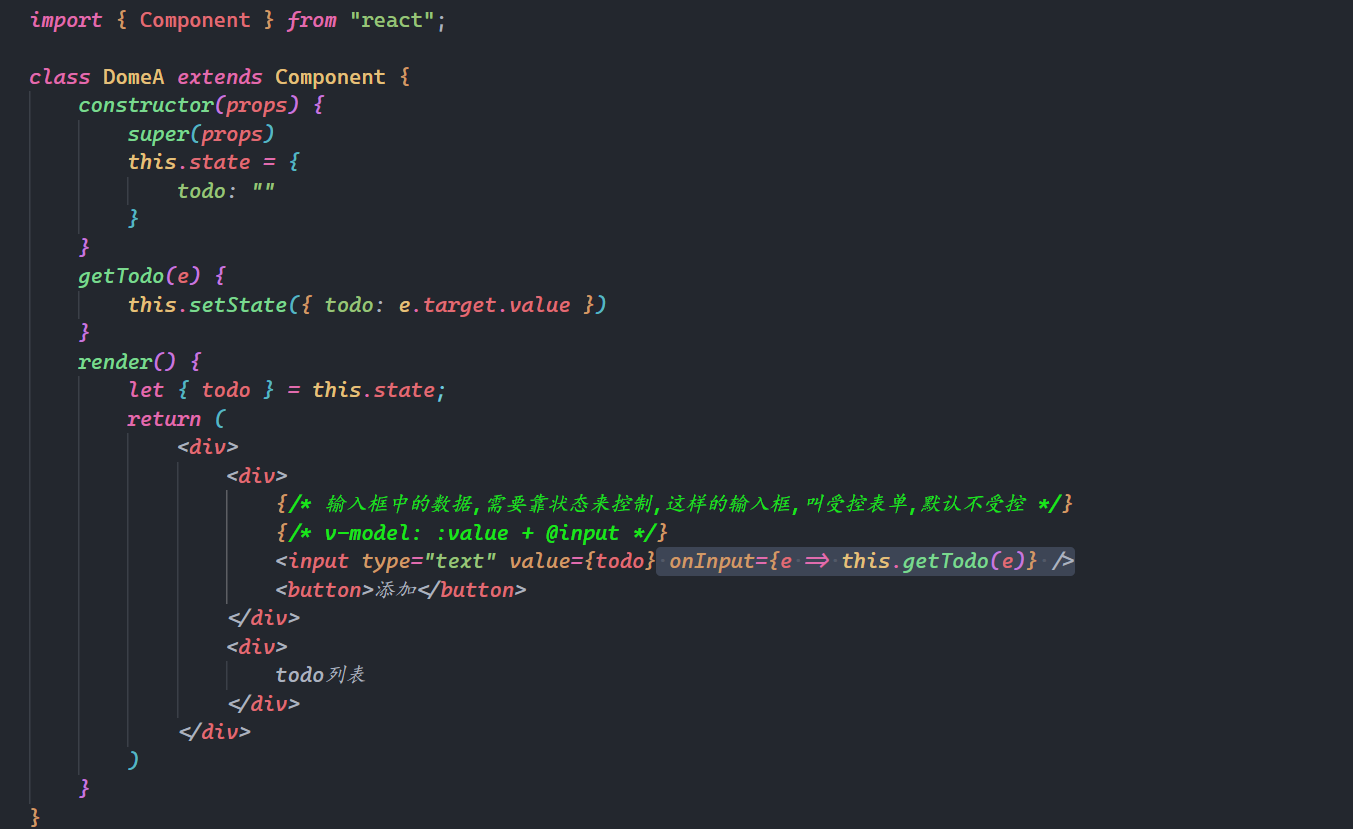 import { Component } from "react";
class DomeA extends Component {
constructor(props) {
super(props)
this.state = {
todo: ""
}
}
getTodo(e) {
this.setState({ todo: e.target.value })
}
render() {
let { todo } = this.state;
return (
<div>
<div>
{/* 输入框中的数据,需要靠状态来控制,这样的输入框,叫受控表单,默认不受控 */}
{/* v-model: :value + @input */}
<input type="text" value={todo} onInput={e => this.getTodo(e)} />
<button>添加</button>
</div>
<div>
todo列表
</div>
</div>
)
}
}